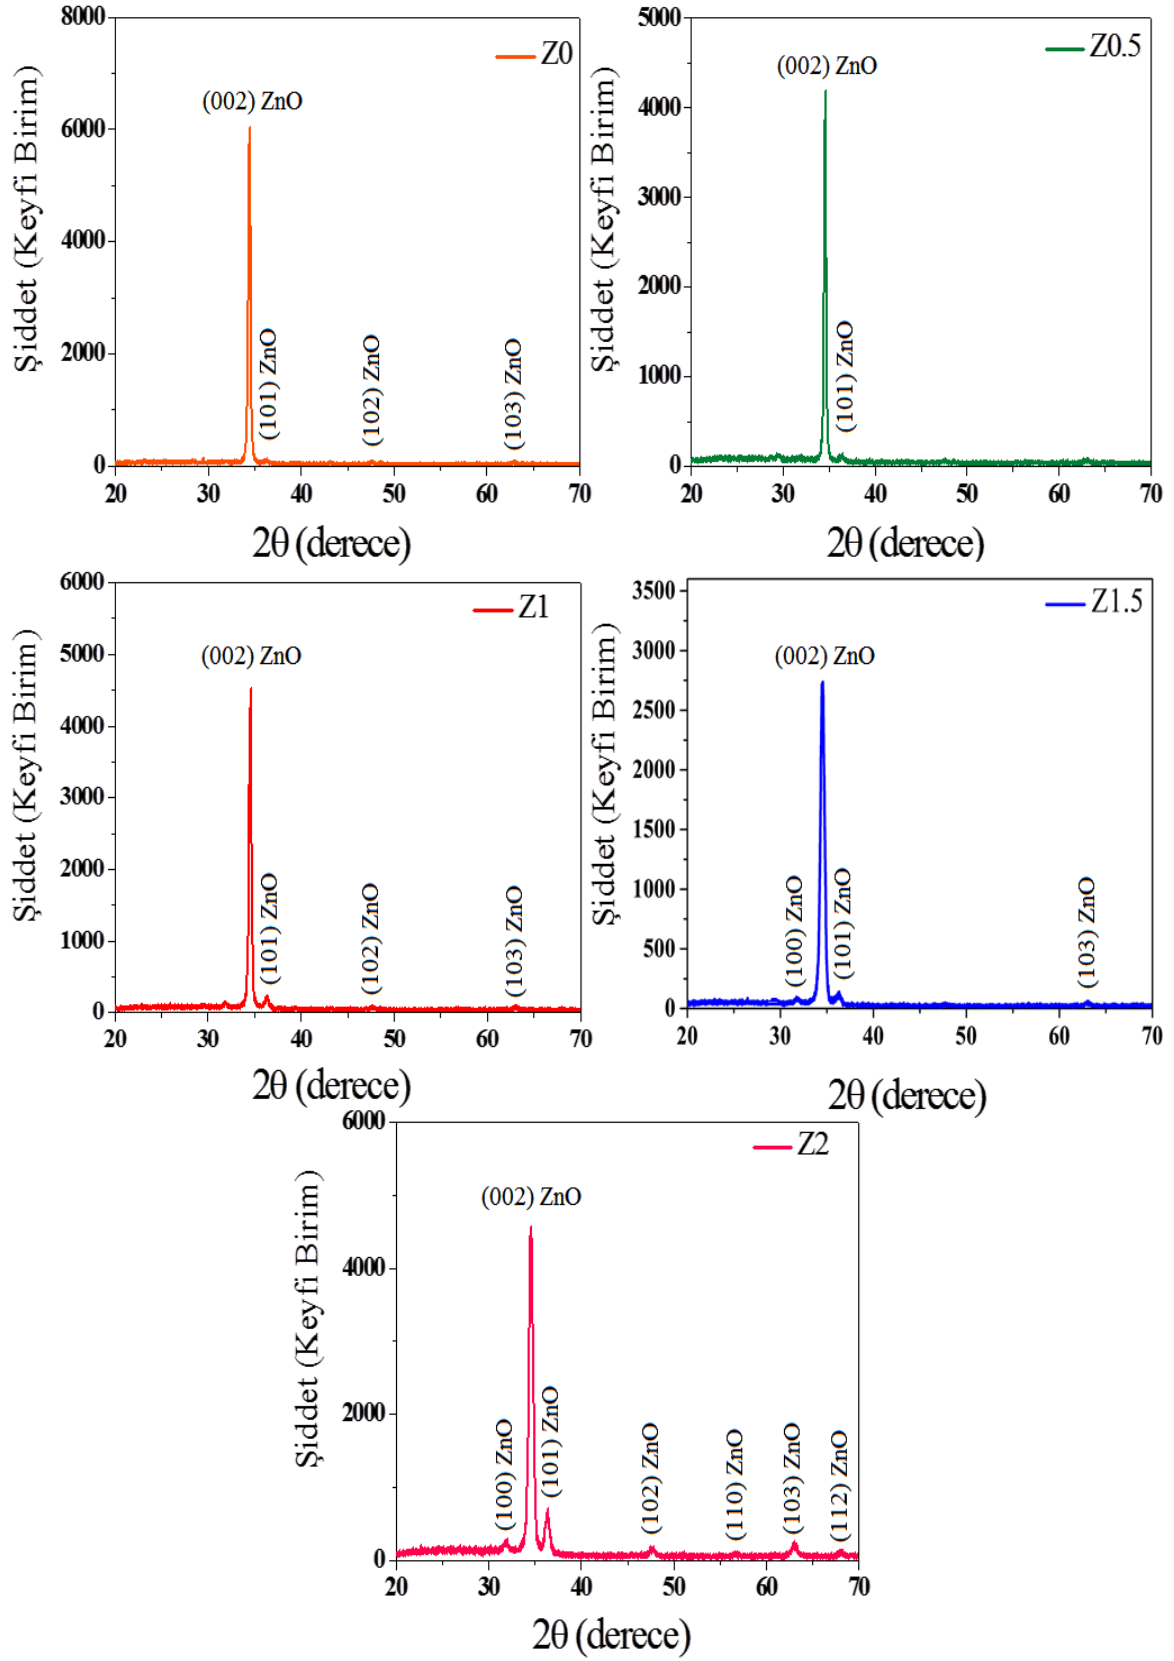 Z0
(002) ZnO
(101) ZnO
(102) ZnO
(103) ZnO
Şiddet (Keyfi Birim)
8000
6000
4000
2000
0
20 30 40 50 60 70
2θ (derece)
Z0.5
(002) ZnO
(101) ZnO
Şiddet (Keyfi Birim)
5000
4000
3000
2000
1000
0
20 30 40 50 60 70
2θ (derece)
Z1
(002) ZnO
(101) ZnO
(102) ZnO
(103) ZnO
Şiddet (Keyfi Birim)
6000
5000
4000
3000
2000
1000
0
20 30 40 50 60 70
2θ (derece)
Z1.5
(002) ZnO
(100) ZnO
(101) ZnO
(103) ZnO
Şiddet (Keyfi Birim)
3500
3000
2500
2000
1500
1000
500
0
20 30 40 50 60 70
2θ (derece)
Z2
(002) ZnO
(100) ZnO
(101) ZnO
(102) ZnO
(110) ZnO
(103) ZnO
(112) ZnO
Şiddet (Keyfi Birim)
6000
4000
2000
0
20 30 40 50 60 70
2θ (derece)